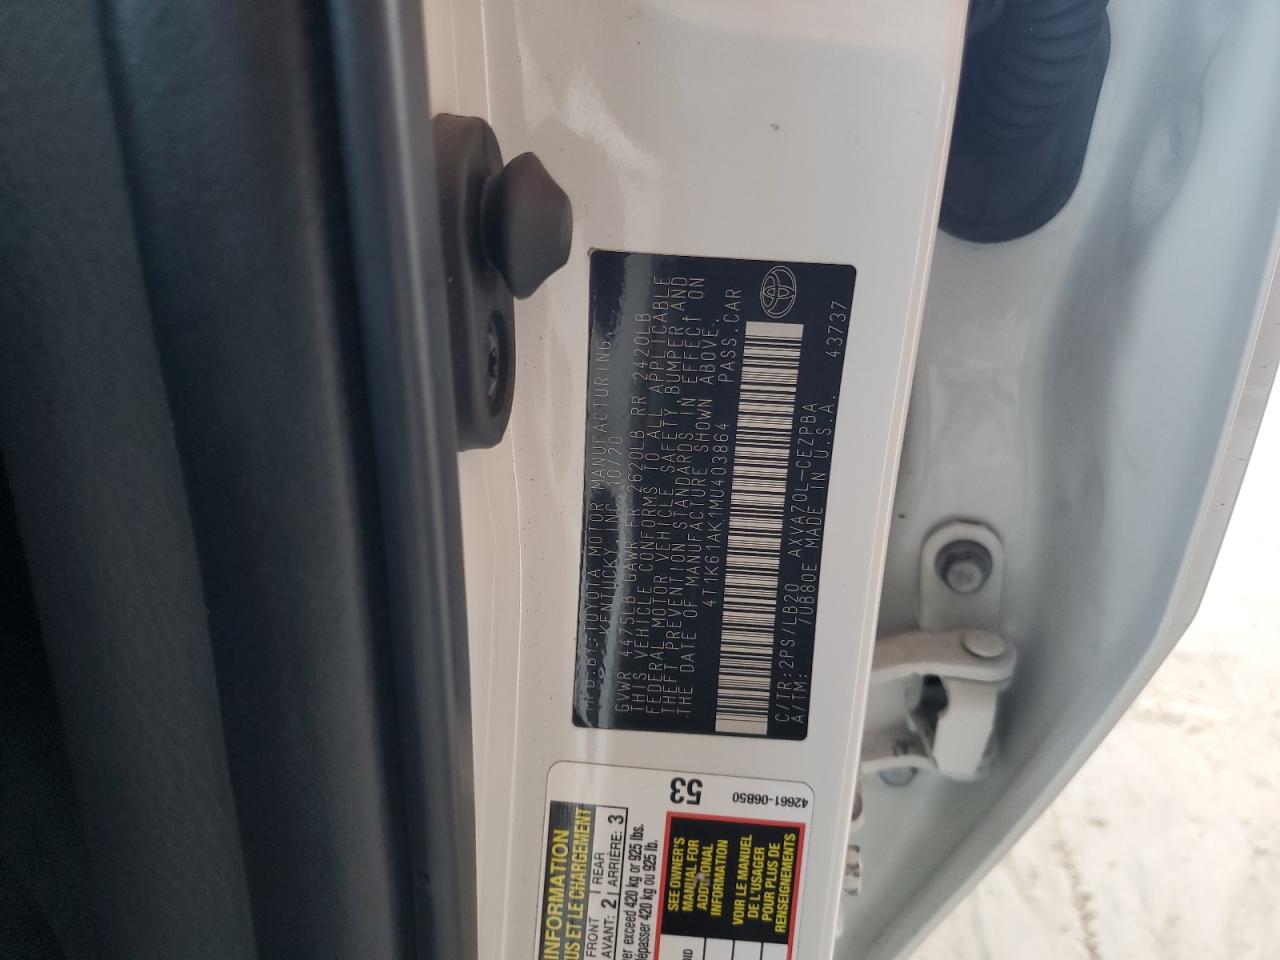 MFD. BY: TOYOTA MOTOR MANUFACTURING,
KENTUCKY, INC. 10/20
GVWR 4475LB GAWR FR 2620LB RR 2420LB
THIS VEHICLE CONFORMS TO ALL APPLICABLE
FEDERAL MOTOR VEHICLE SAFETY, BUMPER, AND
THEFT PREVENTION STANDARDS IN EFFECT ON
THE DATE OF MANUFACTURE SHOWN ABOVE.
4T1K61AK1MU403864 PASS.CAR
C/TR:2PS/LB20 AXVA70L-CEZPBA
A/TM: /UB80E MADE IN U.S.A. 43737
53
42661-06B50
INFORMATION
US ET LE CHARGEMENT
FRONT | REAR
AVANT: 2 | ARRIÈRE: 3
er exceed 420 kg or 925 lbs.
dépasser 420 kg ou 925 lb.
SEE OWNER'S
MANUAL FOR
ADDITIONAL
INFORMATION
VOIR LE MANUEL
DE L'USAGER
POUR PLUS DE
RENSEIGNEMENTS